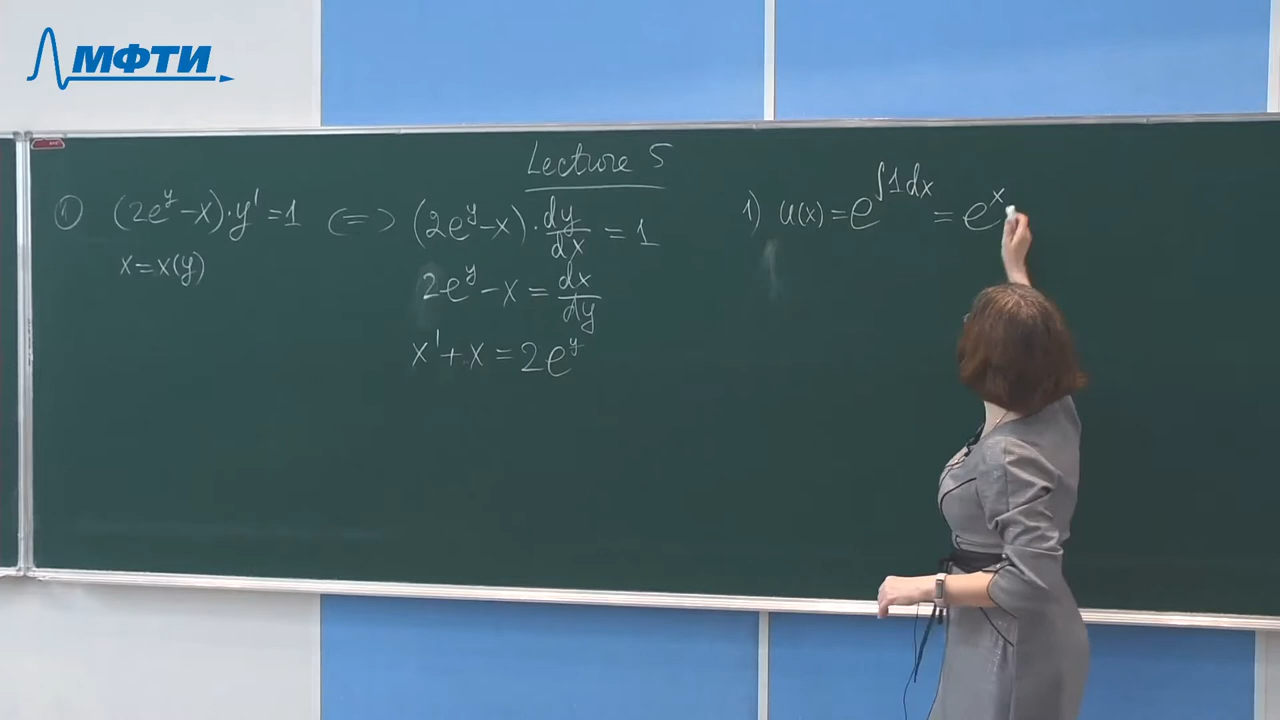 МФТИ
Lecture 5
① (2e^y - x)·y' = 1 <=> (2e^y - x)·dy/dx = 1
x = x(y)
2e^y - x = dx/dy
x' + x = 2e^y
1) u(x) = e^∫1dx = e^x